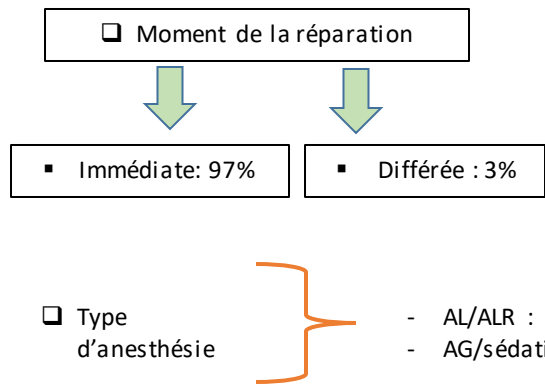 ❑ Moment de la réparation
▪ Immédiate: 97%
▪ Différée : 3%
❑ Type
d’anesthésie
- AL/ALR :
- AG/sédati